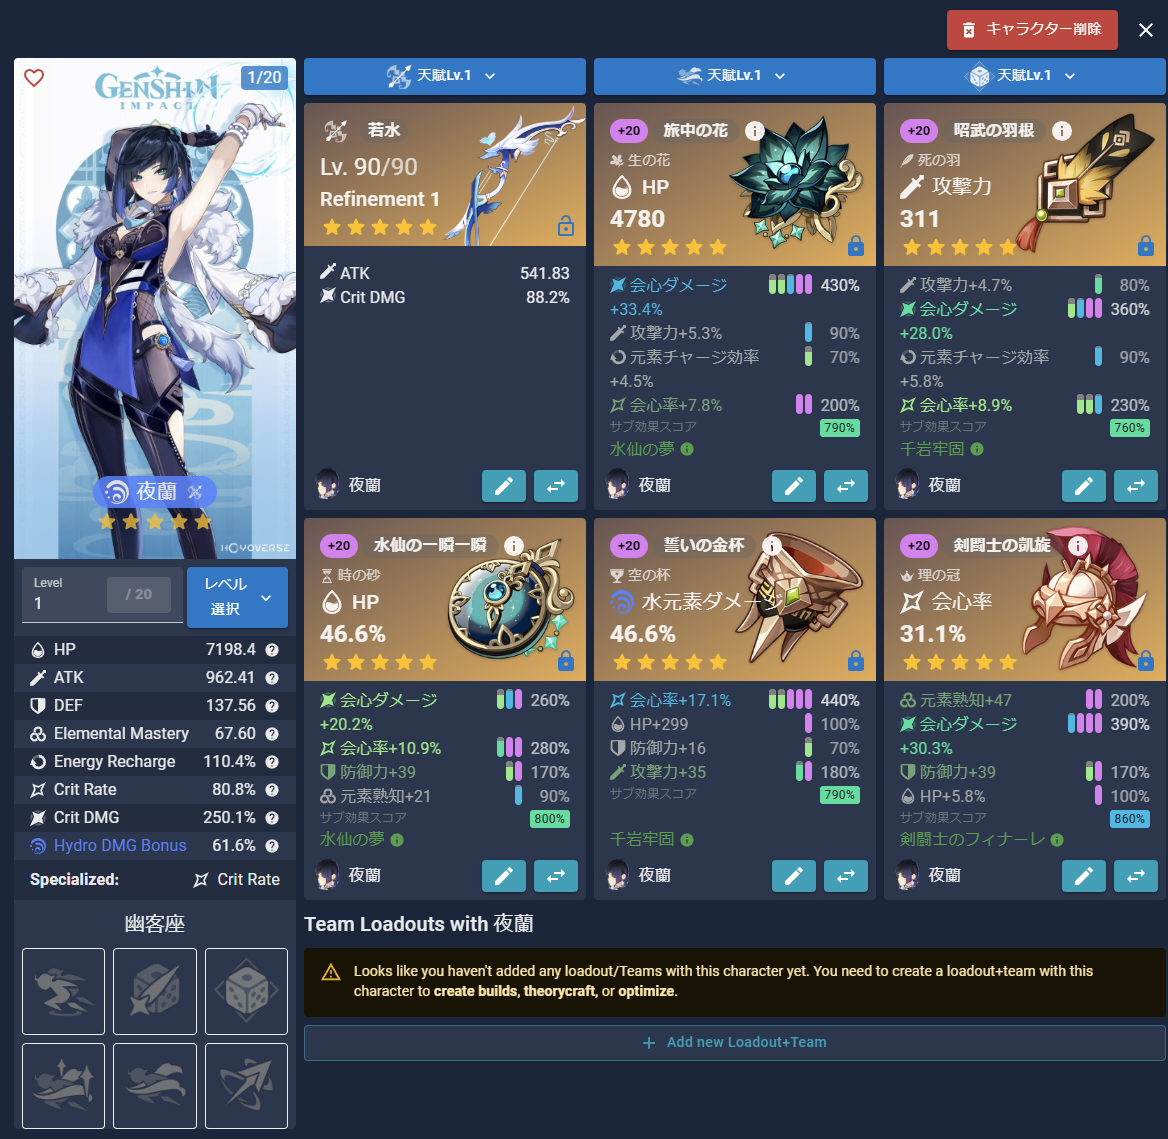 キャラクター削除
GENSHIN
IMPACT
1/20
夜蘭
HOYOVERSE
Level
1
/ 20
レベル
選択
HP 7198.4
ATK 962.41
DEF 137.56
Elemental Mastery 67.60
Energy Recharge 110.4%
Crit Rate 80.8%
Crit DMG 250.1%
Hydro DMG Bonus 61.6%
Specialized: Crit Rate
幽客座
天賦Lv.1
天賦Lv.1
天賦Lv.1
若水
Lv. 90/90
Refinement 1
ATK 541.83
Crit DMG 88.2%
夜蘭
+20 旅中の花
生の花
HP
4780
会心ダメージ 430%
+33.4%
攻撃力+5.3% 90%
元素チャージ効率 70%
+4.5%
会心率+7.8% 200%
サブ効果スコア 790%
水仙の夢
夜蘭
+20 昭武の羽根
死の羽
攻撃力
311
攻撃力+4.7% 80%
会心ダメージ 360%
+28.0%
元素チャージ効率 90%
+5.8%
会心率+8.9% 230%
サブ効果スコア 760%
千岩牢固
夜蘭
+20 水仙の一瞬一瞬
時の砂
HP
46.6%
会心ダメージ 260%
+20.2%
会心率+10.9% 280%
防御力+39 170%
元素熟知+21 90%
サブ効果スコア 800%
水仙の夢
夜蘭
+20 誓いの金杯
空の杯
水元素ダメージ
46.6%
会心率+17.1% 440%
HP+299 100%
防御力+16 70%
攻撃力+35 180%
サブ効果スコア 790%
千岩牢固
夜蘭
+20 剣闘士の凱旋
理の冠
会心率
31.1%
元素熟知+47 200%
会心ダメージ 390%
+30.3%
防御力+39 170%
HP+5.8% 100%
サブ効果スコア 860%
剣闘士のフィナーレ
夜蘭
Team Loadouts with 夜蘭
Looks like you haven't added any loadout/Teams with this character yet. You need to create a loadout+team with this
character to create builds, theorycraft, or optimize.
Add new Loadout+Team